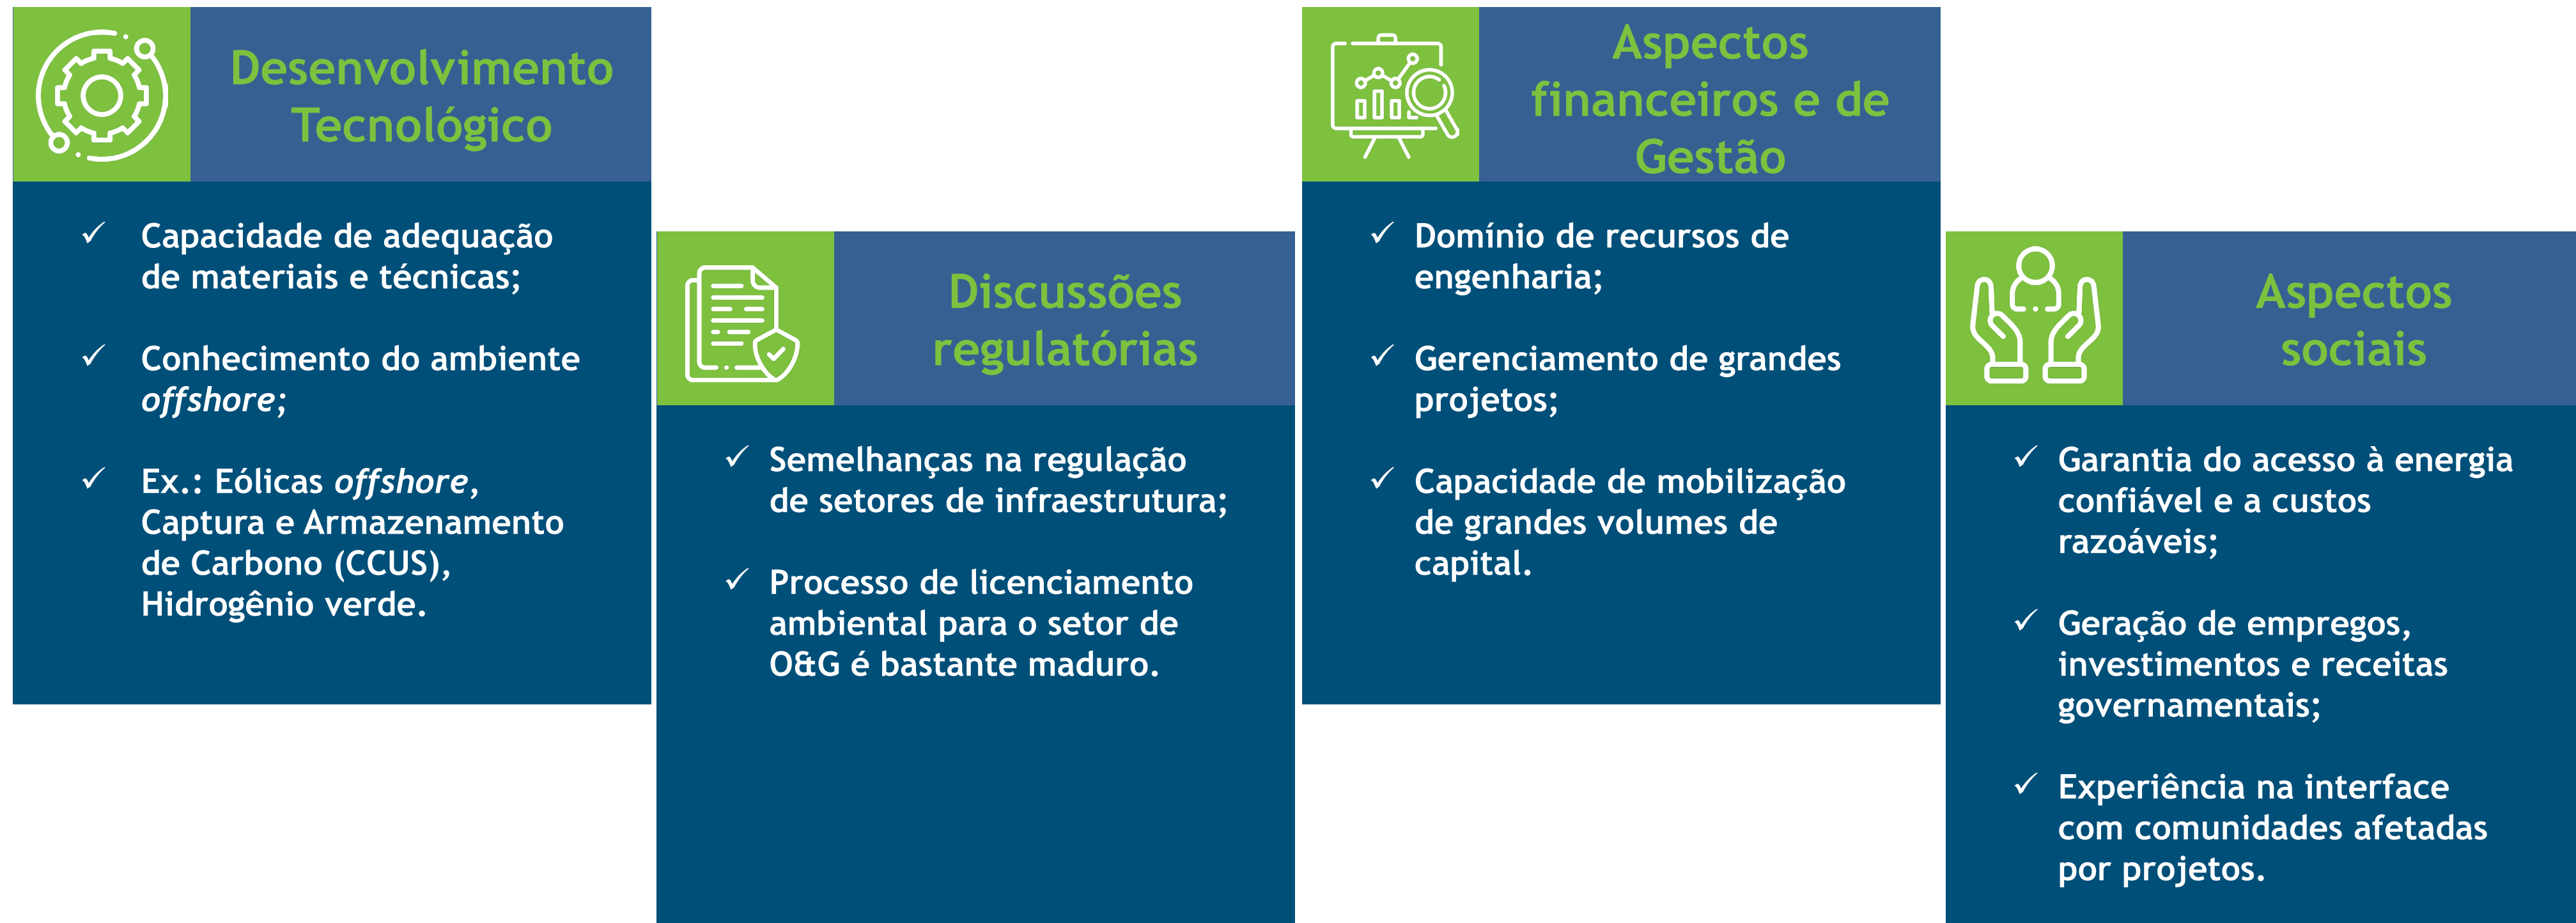 Desenvolvimento
Tecnológico
✓ Capacidade de adequação
de materiais e técnicas;
✓ Conhecimento do ambiente
offshore;
✓ Ex.: Eólicas offshore,
Captura e Armazenamento
de Carbono (CCUS),
Hidrogênio verde.
Discussões
regulatórias
✓ Semelhanças na regulação
de setores de infraestrutura;
✓ Processo de licenciamento
ambiental para o setor de
O&G é bastante maduro.
Aspectos
financeiros e de
Gestão
✓ Domínio de recursos de
engenharia;
✓ Gerenciamento de grandes
projetos;
✓ Capacidade de mobilização
de grandes volumes de
capital.
Aspectos
sociais
✓ Garantia do acesso à energia
confiável e a custos
razoáveis;
✓ Geração de empregos,
investimentos e receitas
governamentais;
✓ Experiência na interface
com comunidades afetadas
por projetos.